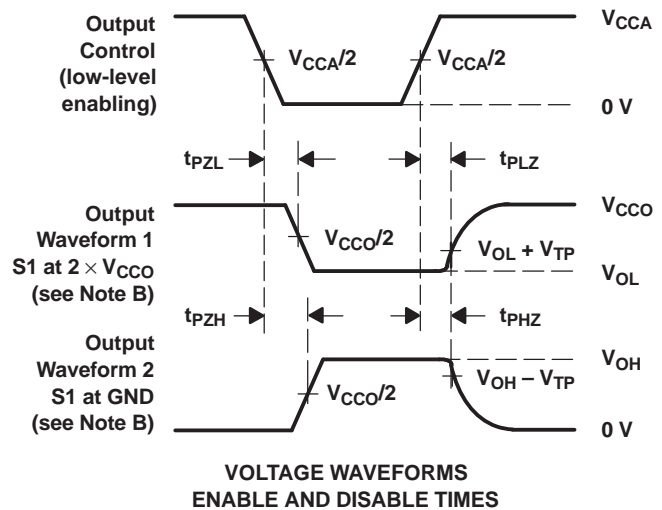 Output
Control
(low-level
enabling)
VCCA/2
VCCA/2
VCCA
0 V
tPZL
tPLZ
Output
Waveform 1
S1 at 2 × VCCO
(see Note B)
VCCO/2
VCCO
VOL + VTP
VOL
tPZH
tPHZ
Output
Waveform 2
S1 at GND
(see Note B)
VCCO/2
VOH
VOH – VTP
0 V
VOLTAGE WAVEFORMS
ENABLE AND DISABLE TIMES